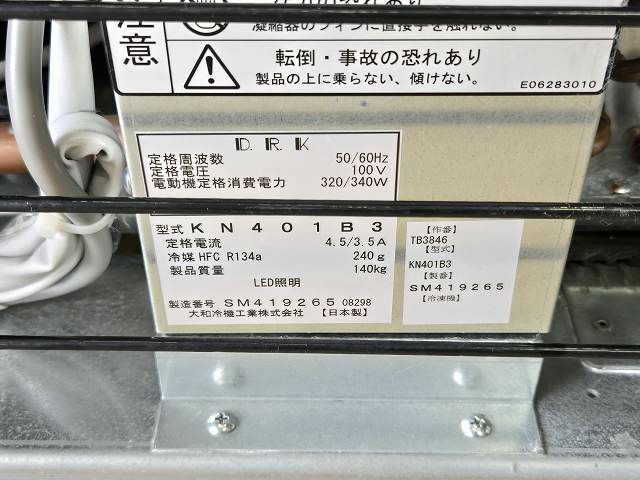 注意
凝縮器のフィンに直接手を触れない。
転倒・事故の恐れあり
製品の上に乗らない、傾けない。
E06283010
D.R.K
定格周波数 50/60Hz
定格電圧 100V
電動機定格消費電力 320/340W
型式 KN401B3
定格電流 4.5/3.5A
冷媒HFC R134a 240g
製品質量 140kg
LED照明
製造番号 SM419265 08298
大和冷機工業株式会社 【日本製】
【作番】
TB3846
【型式】
KN401B3
【製番】
SM419265
【冷凍機】